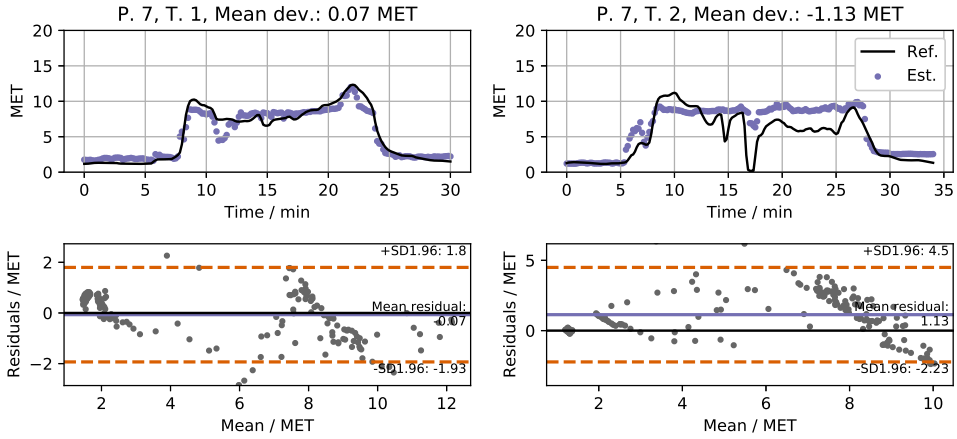 P. 7, T. 1, Mean dev.: 0.07 MET
20
15
10
5
0
MET
0 5 10 15 20 25 30
Time / min
P. 7, T. 2, Mean dev.: -1.13 MET
20
15
10
5
0
MET
Ref.
Est.
0 5 10 15 20 25 30 35
Time / min
2
0
−2
Residuals / MET
+SD1.96: 1.8
Mean residual:
-0.07
-SD1.96: -1.93
2 4 6 8 10 12
Mean / MET
5
0
Residuals / MET
+SD1.96: 4.5
Mean residual:
1.13
-SD1.96: -2.23
2 4 6 8 10
Mean / MET